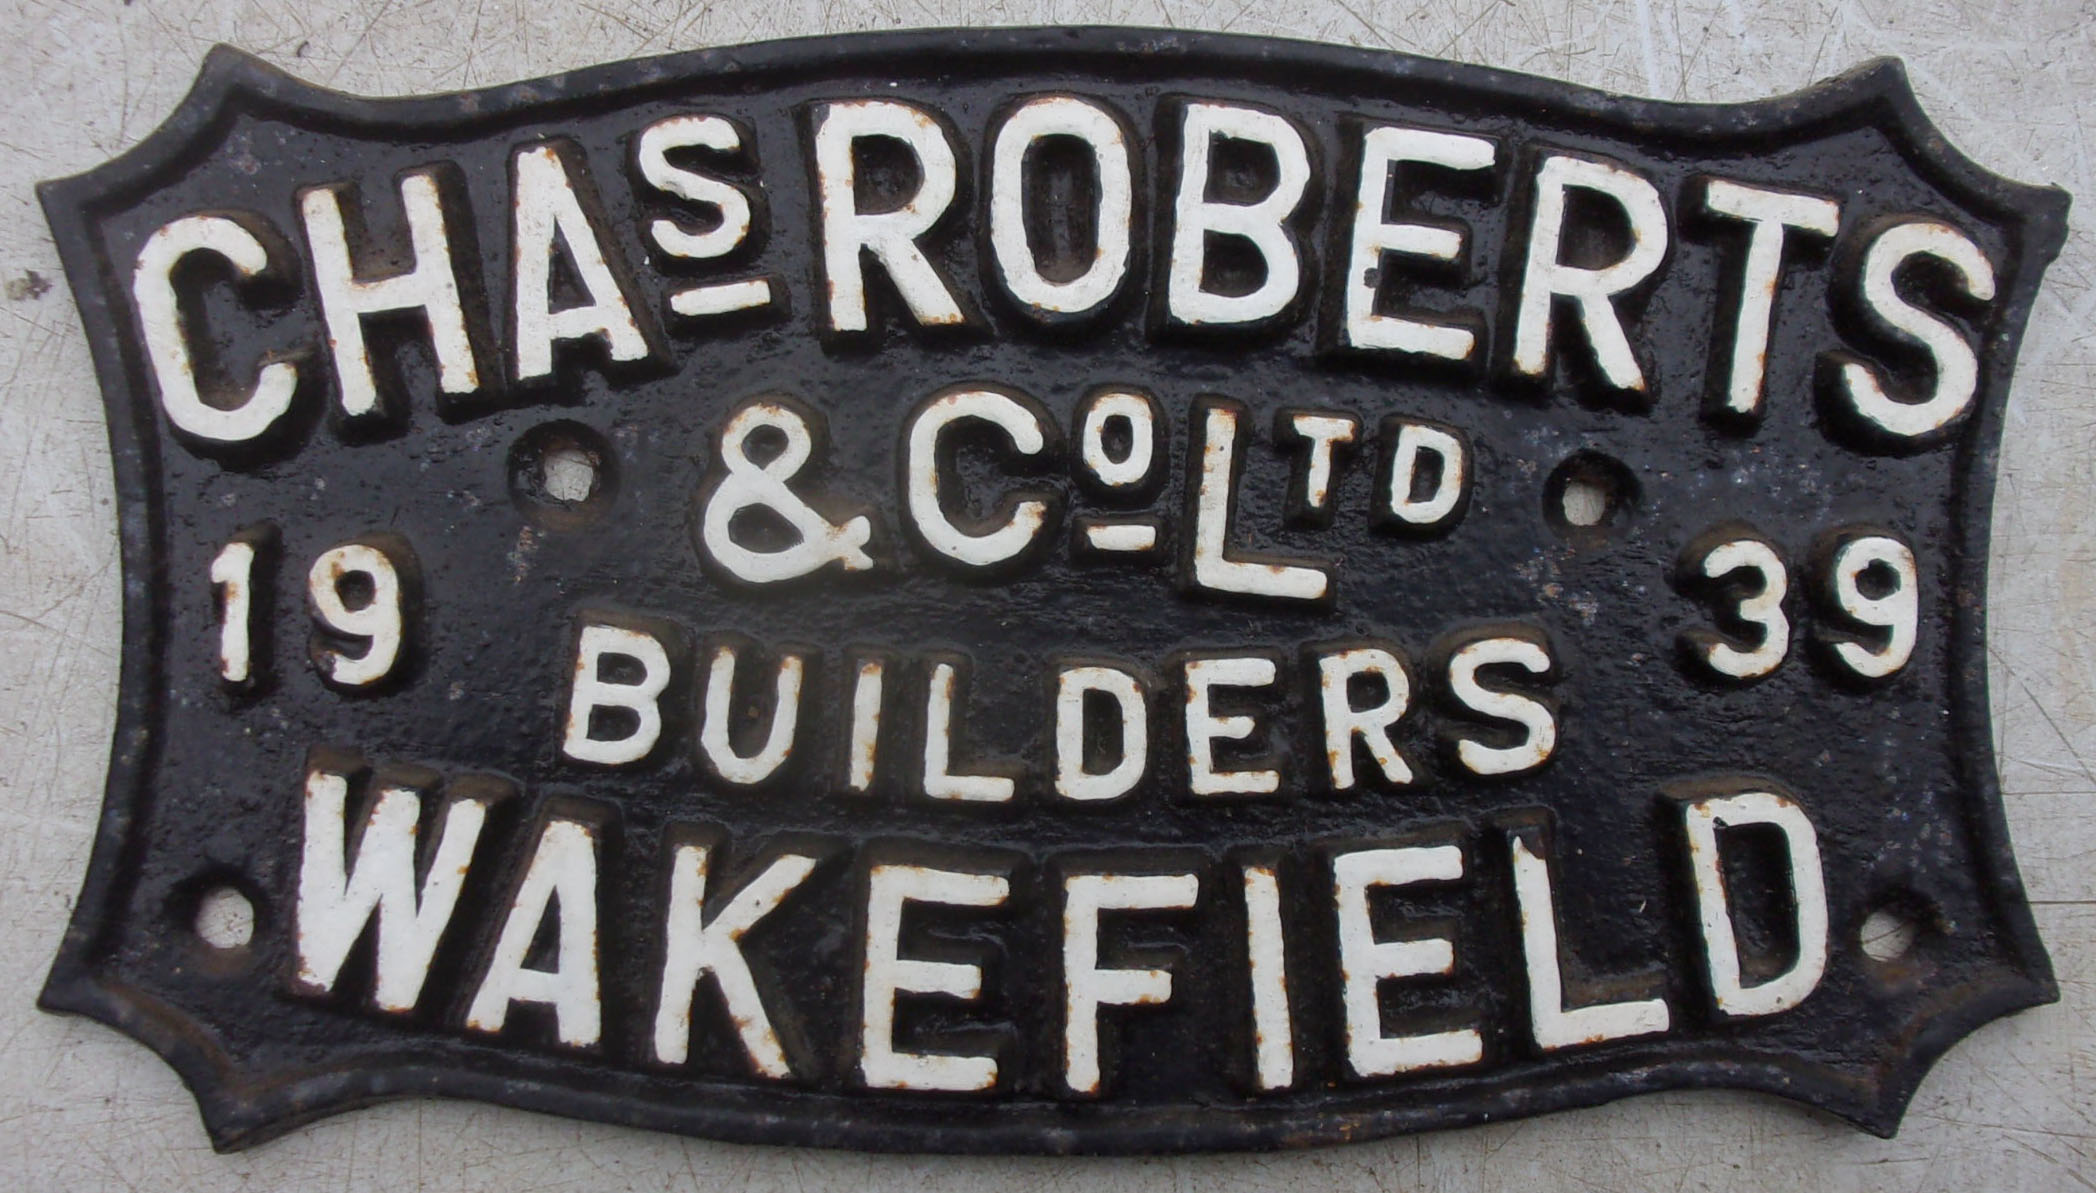 CHAS ROBERTS
& CO LTD
19 39
BUILDERS
WAKEFIELD